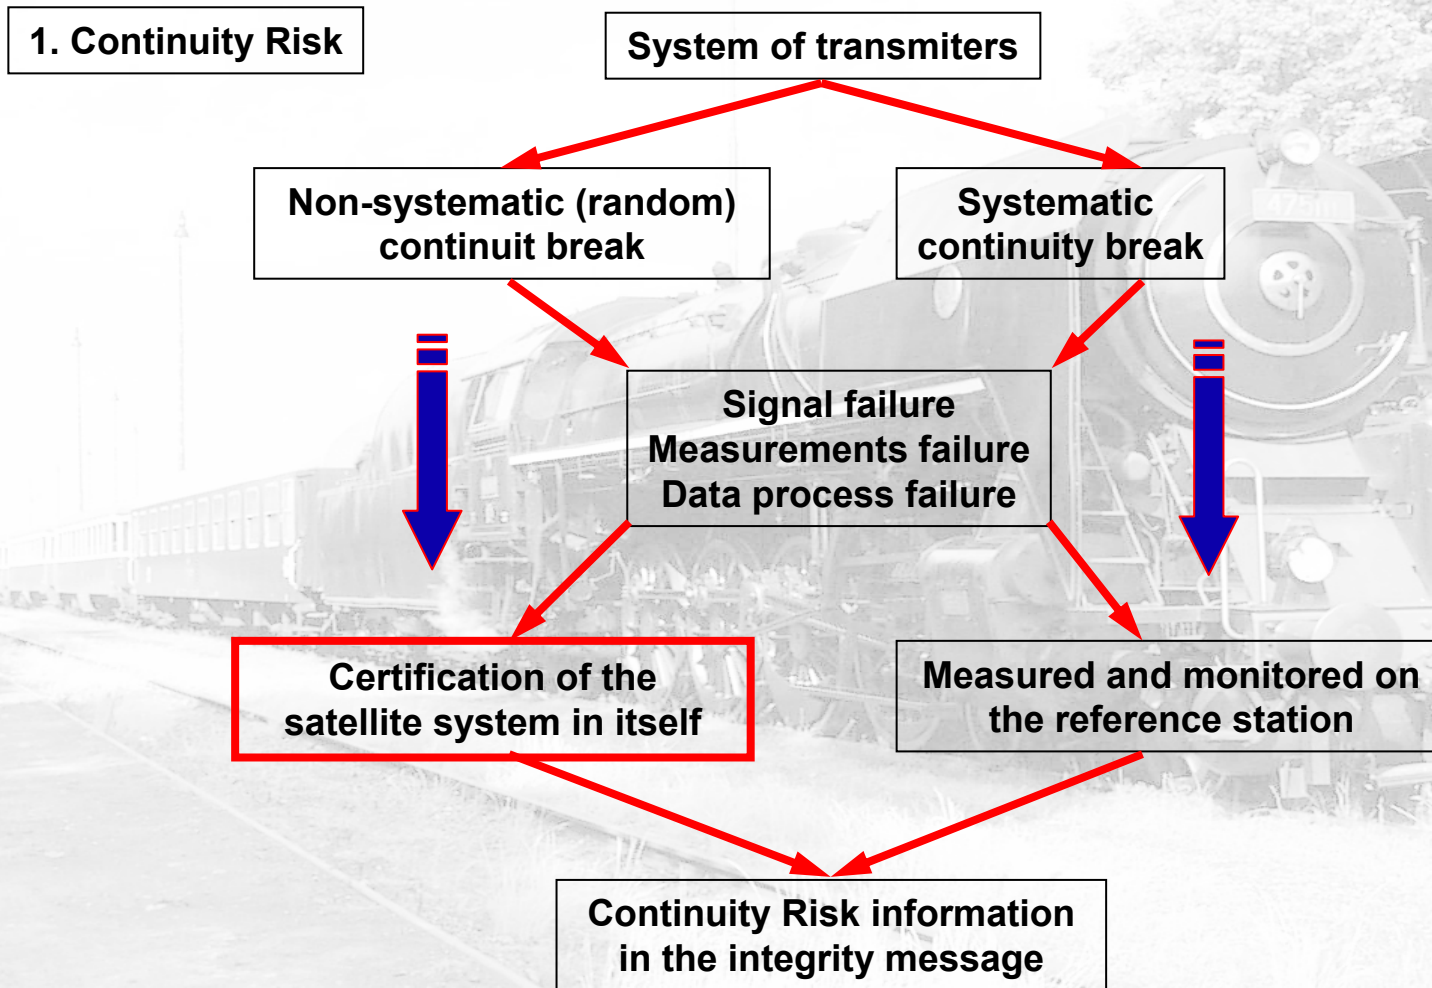 1. Continuity Risk
System of transmiters
Non-systematic (random)
continuit break
Systematic
continuity break
Signal failure
Measurements failure
Data process failure
Certification of the
satellite system in itself
Measured and monitored on
the reference station
Continuity Risk information
in the integrity message